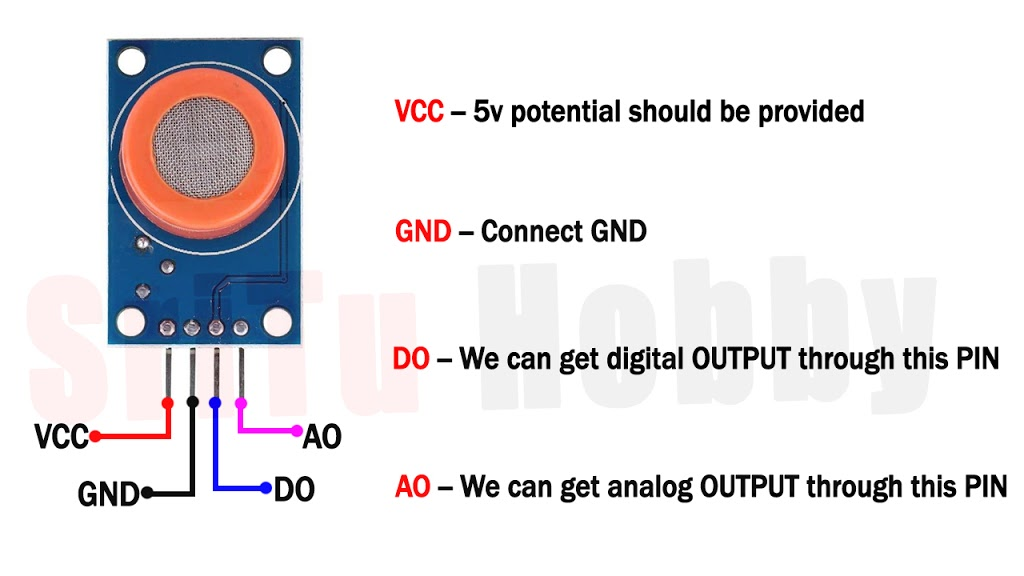 VCC – 5v potential should be provided
GND – Connect GND
SriTu Hobby
DO – We can get digital OUTPUT through this PIN
VCC
AO
GND
DO
AO – We can get analog OUTPUT through this PIN